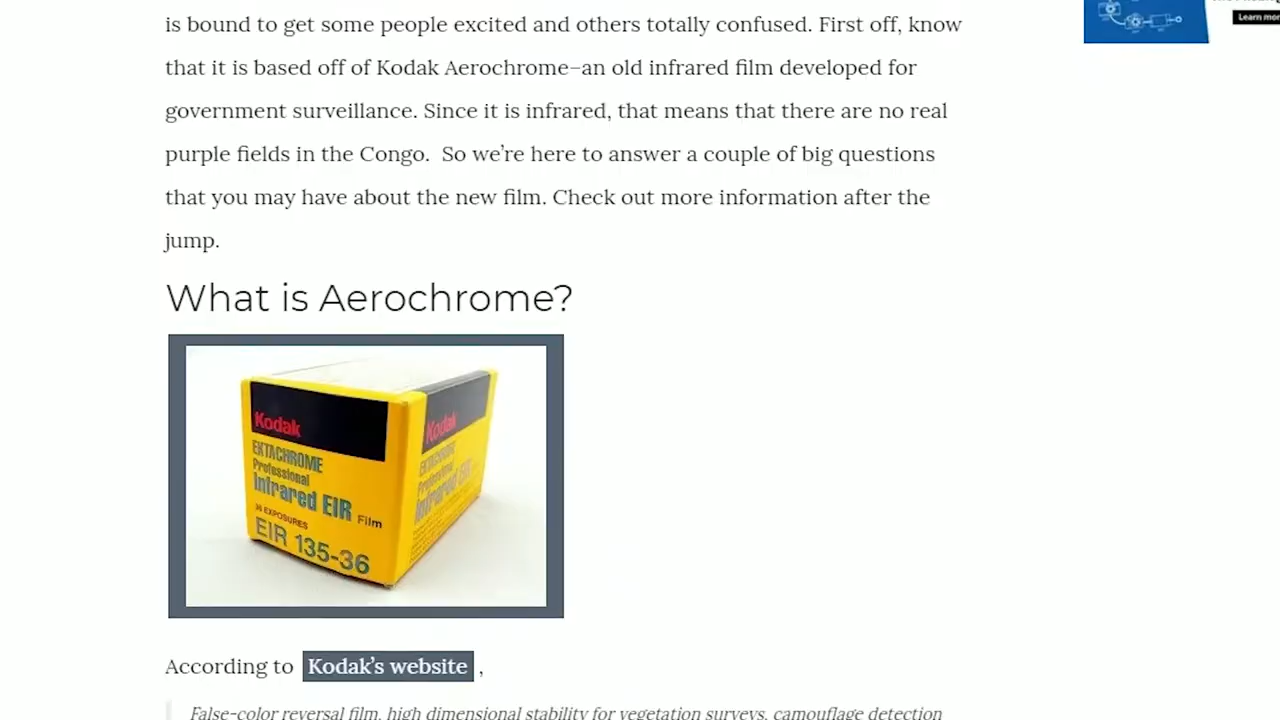 is bound to get some people excited and others totally confused. First off, know
that it is based off of Kodak Aerochrome–an old infrared film developed for
government surveillance. Since it is infrared, that means that there are no real
purple fields in the Congo.  So we’re here to answer a couple of big questions
that you may have about the new film. Check out more information after the
jump.
What is Aerochrome?
Kodak
EKTACHROME
Professional
Infrared EIR Film
36 EXPOSURES
EIR 135-36
Kodak
EKTACHROME
Professional
Infrared EIR
According to Kodak’s website ,
False-color reversal film, high dimensional stability for vegetation surveys, camouflage detection
Learn mor